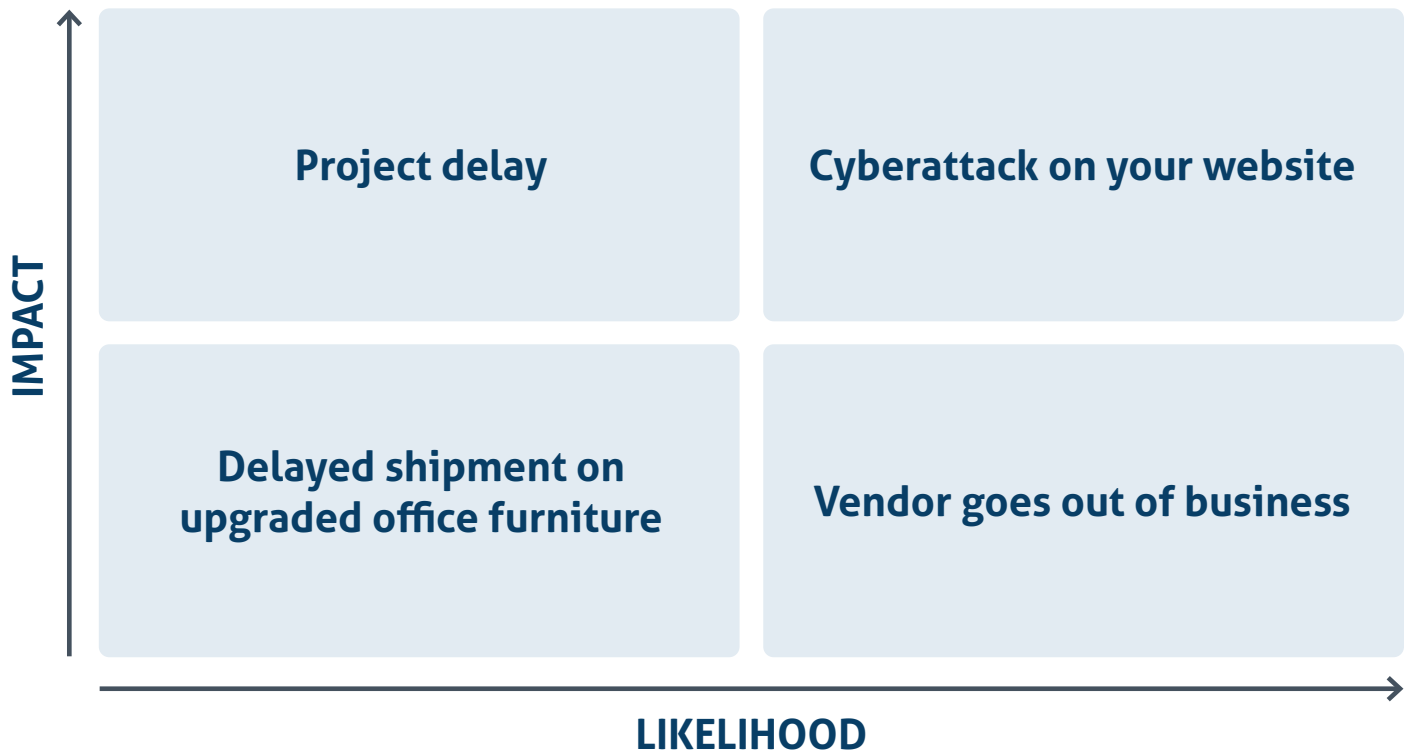 Project delay
Cyberattack on your website
IMPACT
Delayed shipment on
upgraded office furniture
Vendor goes out of business
LIKELIHOOD